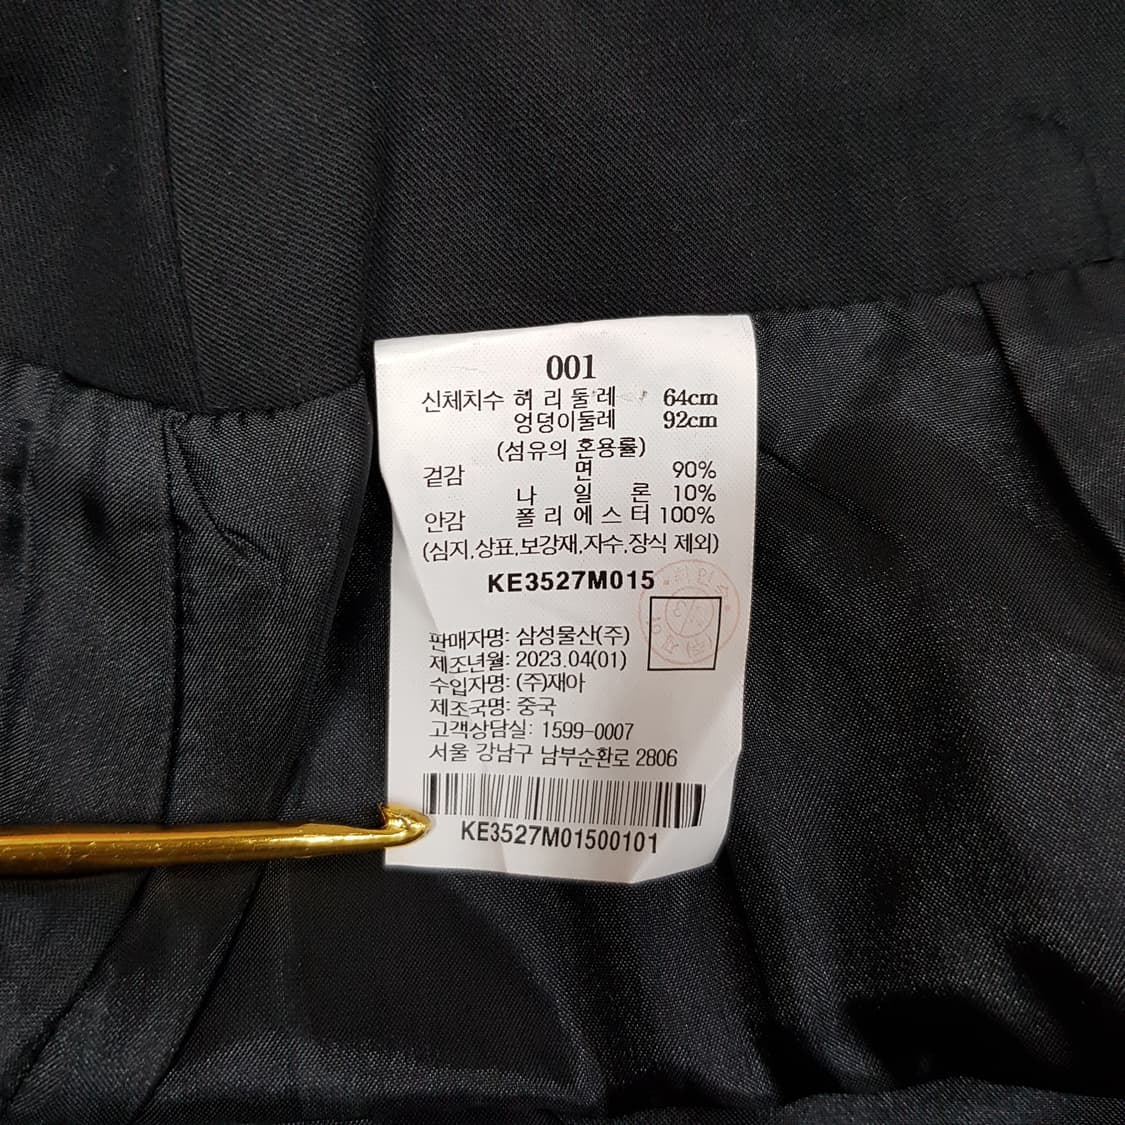 001
신체치수 허 리 둘 레 64cm
엉덩이둘레 92cm
(섬유의 혼용률)
겉감 면 90%
나 일 론 10%
안감 폴 리 에 스 터 100%
(심지,상표,보강재,자수,장식 제외)
KE3527M015
판매자명: 삼성물산(주)
제조년월: 2023.04(01)
수입자명: (주)재아
제조국명: 중국
고객상담실: 1599-0007
서울 강남구 남부순환로 2806
KE3527M01500101